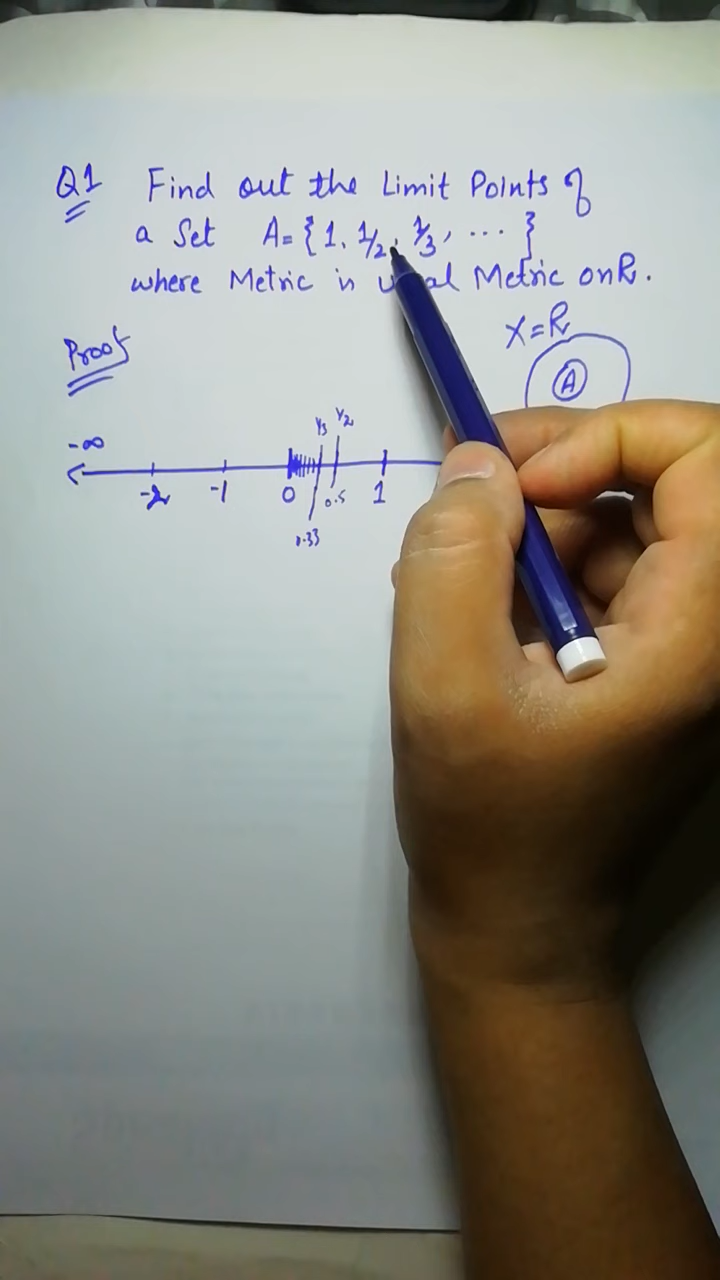 Q1 Find out the Limit Points of
a Set A = { 1, 1/2, 1/3, ... }
where Metric is Metric on R.
X = R
Proof
A
1/3 1/2
-∞
-2 -1 0 0.5 1
0.33